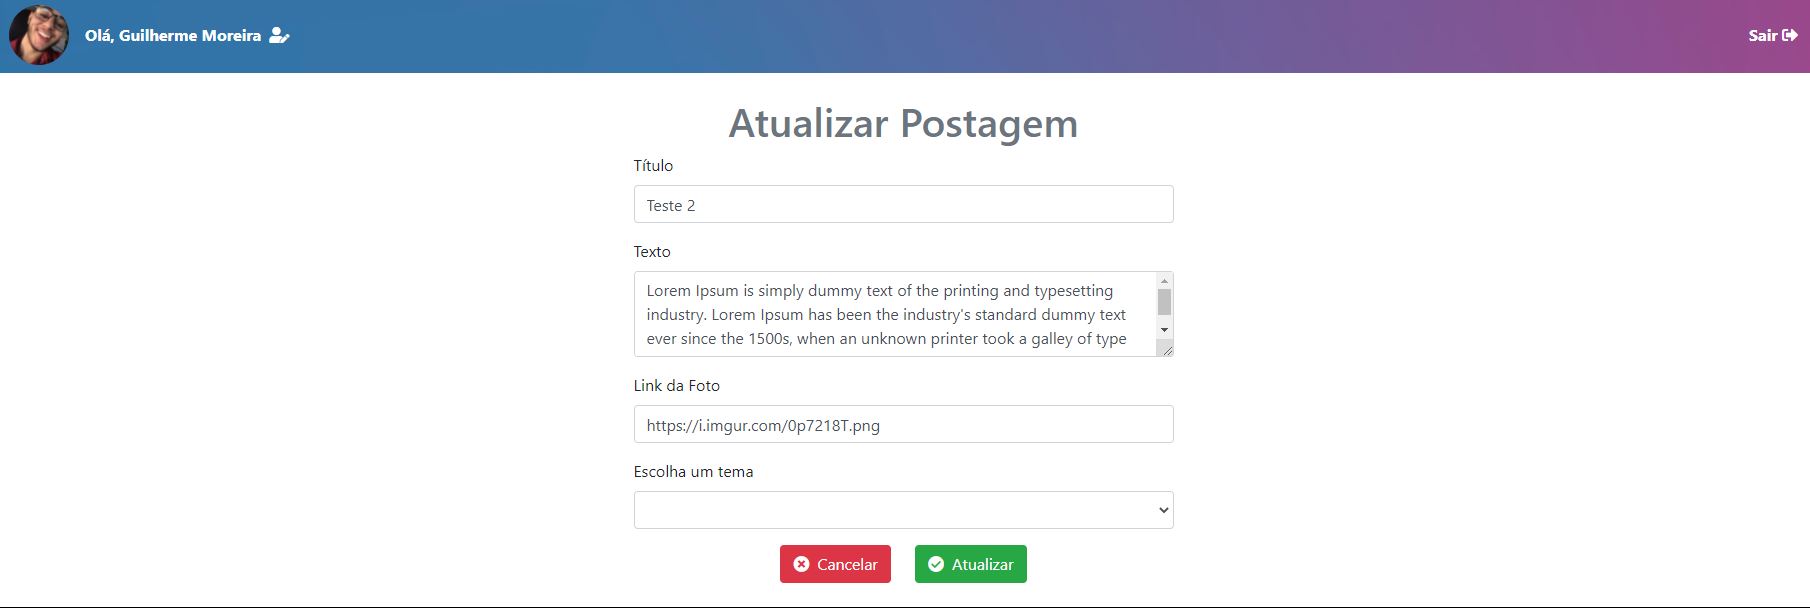 Olá, Guilherme Moreira
Sair
Atualizar Postagem
Título
Teste 2
Texto
Lorem Ipsum is simply dummy text of the printing and typesetting
industry. Lorem Ipsum has been the industry's standard dummy text
ever since the 1500s, when an unknown printer took a galley of type
Link da Foto
https://i.imgur.com/0p7218T.png
Escolha um tema
Cancelar
Atualizar